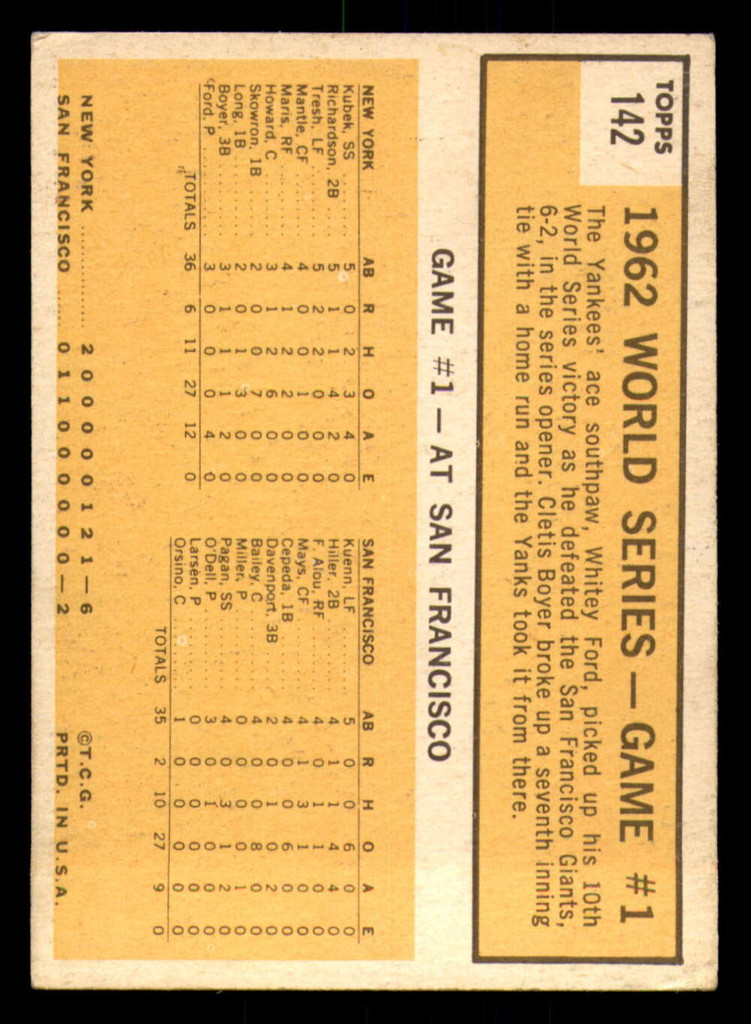 TOPPS
142
1962 WORLD SERIES — GAME #1
The Yankees' ace southpaw, Whitey Ford, picked up his 10th
World Series victory as he defeated the San Francisco Giants,
6-2, in the series opener. Cletis Boyer broke up a seventh inning
tie with a home run and the Yanks took it from there.
GAME #1 — AT SAN FRANCISCO
NEW YORK AB R H O A E
Kubek, SS 5 0 2 3 4 0
Richardson, 2B 5 1 1 4 2 0
Tresh, LF 5 2 2 0 0 0
Mantle, CF 4 0 0 1 0 0
Maris, RF 4 1 2 2 0 0
Howard, C 3 1 2 6 0 0
Skowron, 1B 2 0 0 7 0 0
Long, 1B 2 0 1 3 0 0
Boyer, 3B 3 1 1 1 2 0
Ford, P 3 0 0 0 4 0
TOTALS 36 6 11 27 12 0
SAN FRANCISCO AB R H O A E
Kuenn, LF 5 0 0 6 0 0
Hiller, 2B 4 1 1 4 4 0
F. Alou, RF 4 0 1 1 0 0
Mays, CF 4 1 3 1 0 0
Cepeda, 1B 4 0 0 6 0 0
Davenport, 3B 2 0 1 0 2 0
Bailey, C 4 0 0 8 0 0
Miller, P 0 0 0 0 1 0
Pagan, SS 4 0 3 1 2 0
O'Dell, P 3 0 1 0 0 0
Larsen, P 0 0 0 0 0 0
Orsino, C 1 0 0 0 0 0
TOTALS 35 2 10 27 9 0
NEW YORK ............... 2 0 0 0 0 0 1 2 1 — 6
SAN FRANCISCO ..... 0 1 1 0 0 0 0 0 0 — 2
©T.C.G.
PRTD. IN U.S.A.